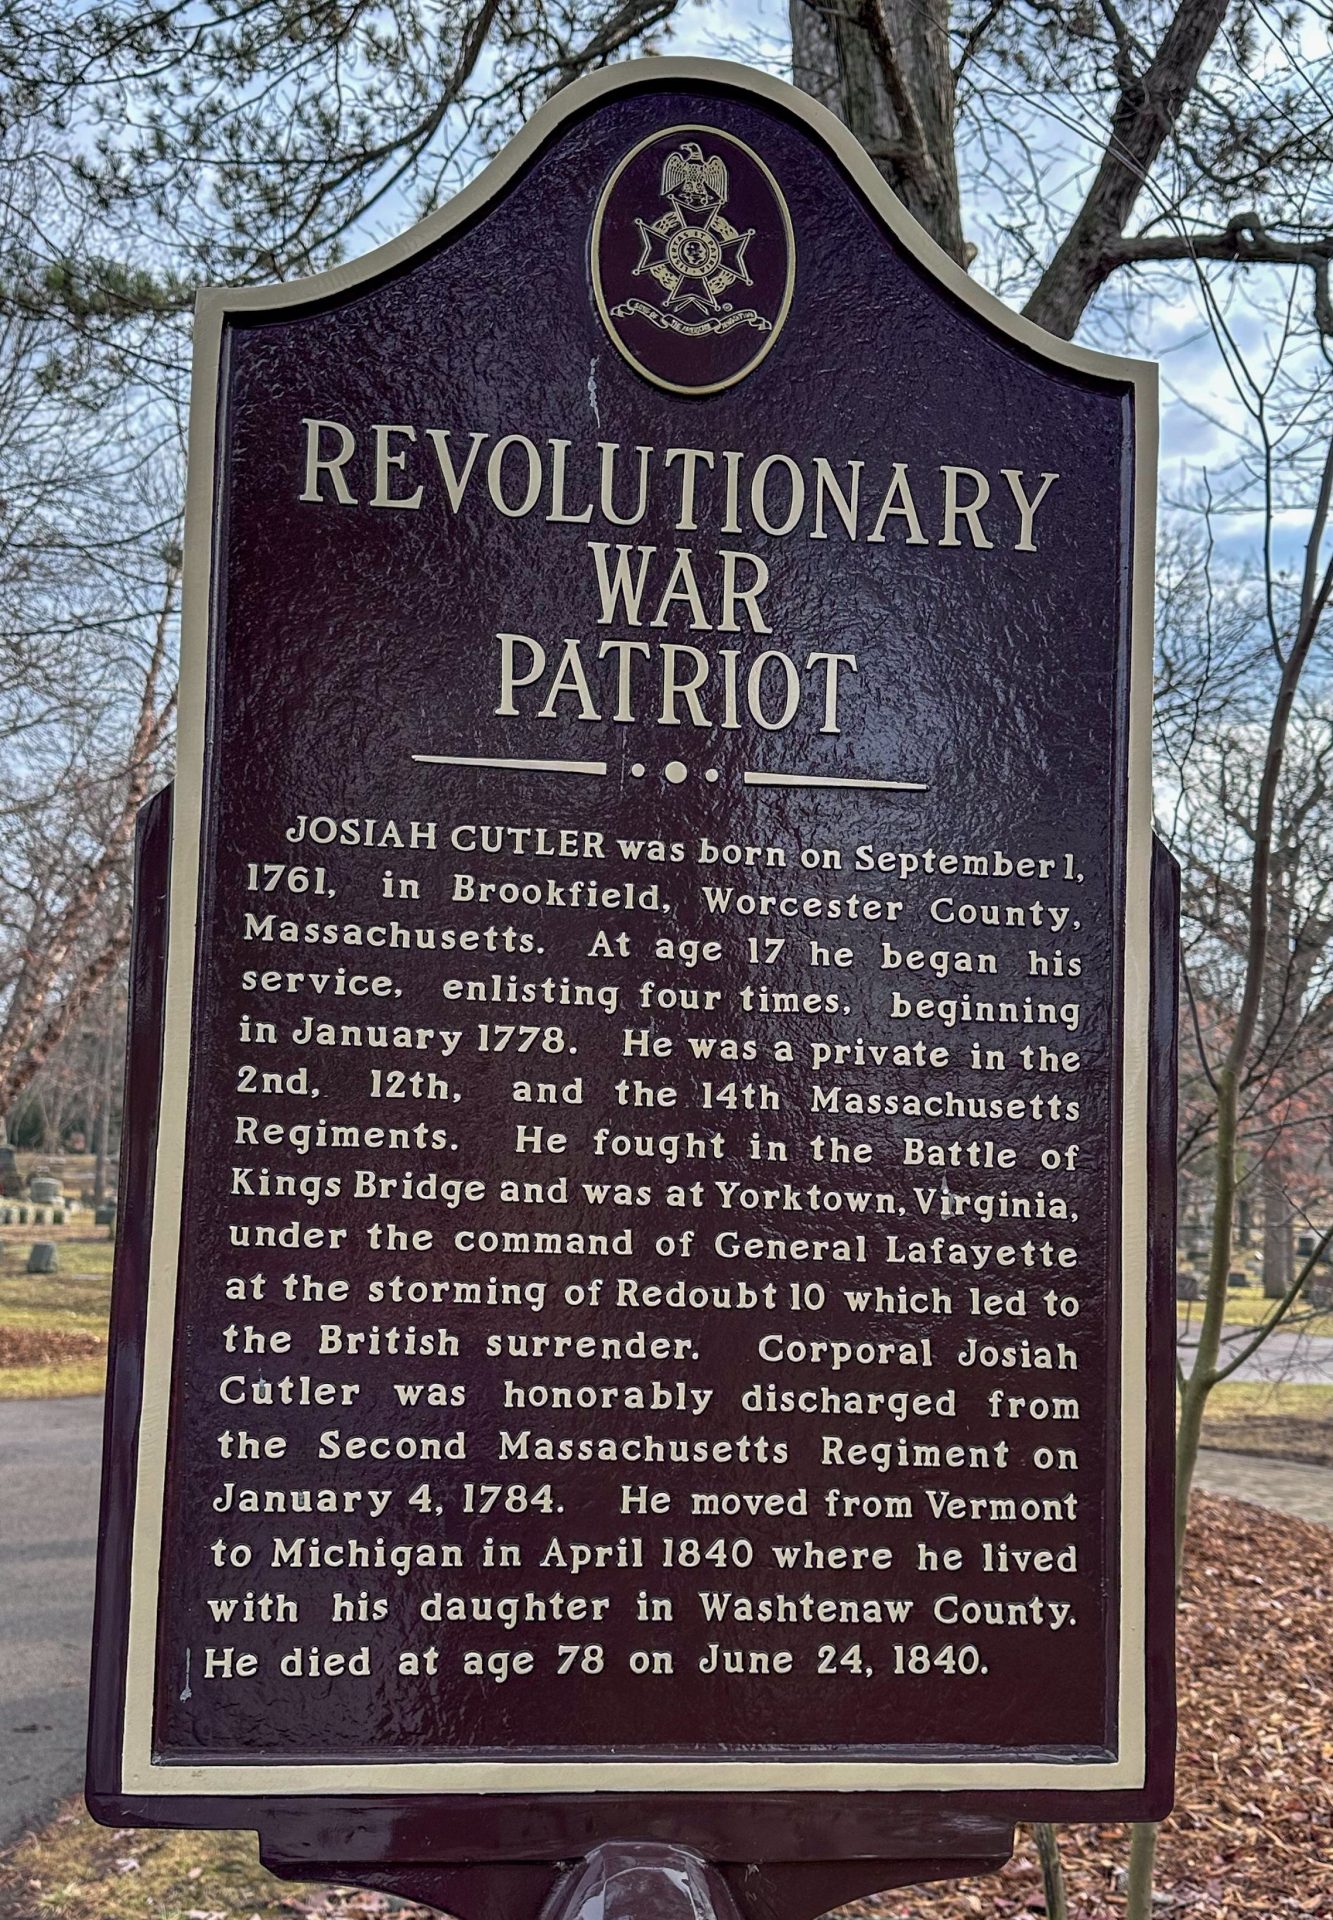 REVOLUTIONARY
WAR
PATRIOT
JOSIAH CUTLER was born on September 1,
1761, in Brookfield, Worcester County,
Massachusetts. At age 17 he began his
service, enlisting four times, beginning
in January 1778. He was a private in the
2nd, 12th, and the 14th Massachusetts
Regiments. He fought in the Battle of
Kings Bridge and was at Yorktown, Virginia,
under the command of General Lafayette
at the storming of Redoubt 10 which led to
the British surrender. Corporal Josiah
Cutler was honorably discharged from
the Second Massachusetts Regiment on
January 4, 1784. He moved from Vermont
to Michigan in April 1840 where he lived
with his daughter in Washtenaw County.
He died at age 78 on June 24, 1840.